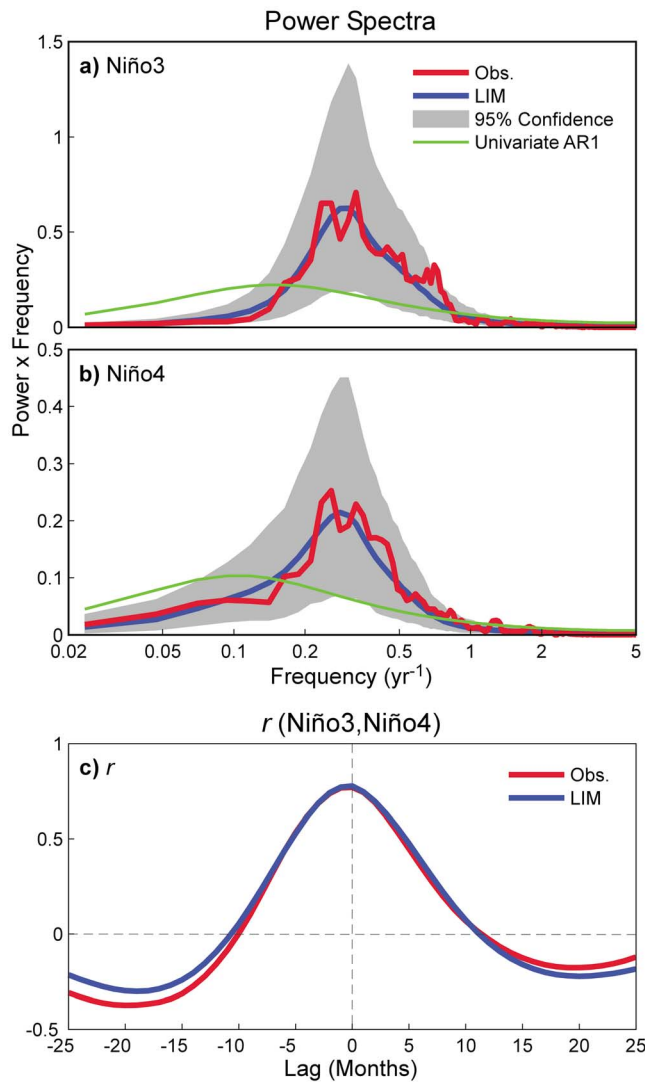 Power Spectra
a) Niño3
Obs.
LIM
95% Confidence
Univariate AR1
1.5
1
0.5
0
Power x Frequency
b) Niño4
0.5
0.4
0.3
0.2
0.1
0
0.02 0.05 0.1 0.2 0.5 1 2 5
Frequency (yr⁻¹)
r (Niño3,Niño4)
c) r
Obs.
LIM
1
0.5
0
-0.5
-25 -20 -15 -10 -5 0 5 10 15 20 25
Lag (Months)